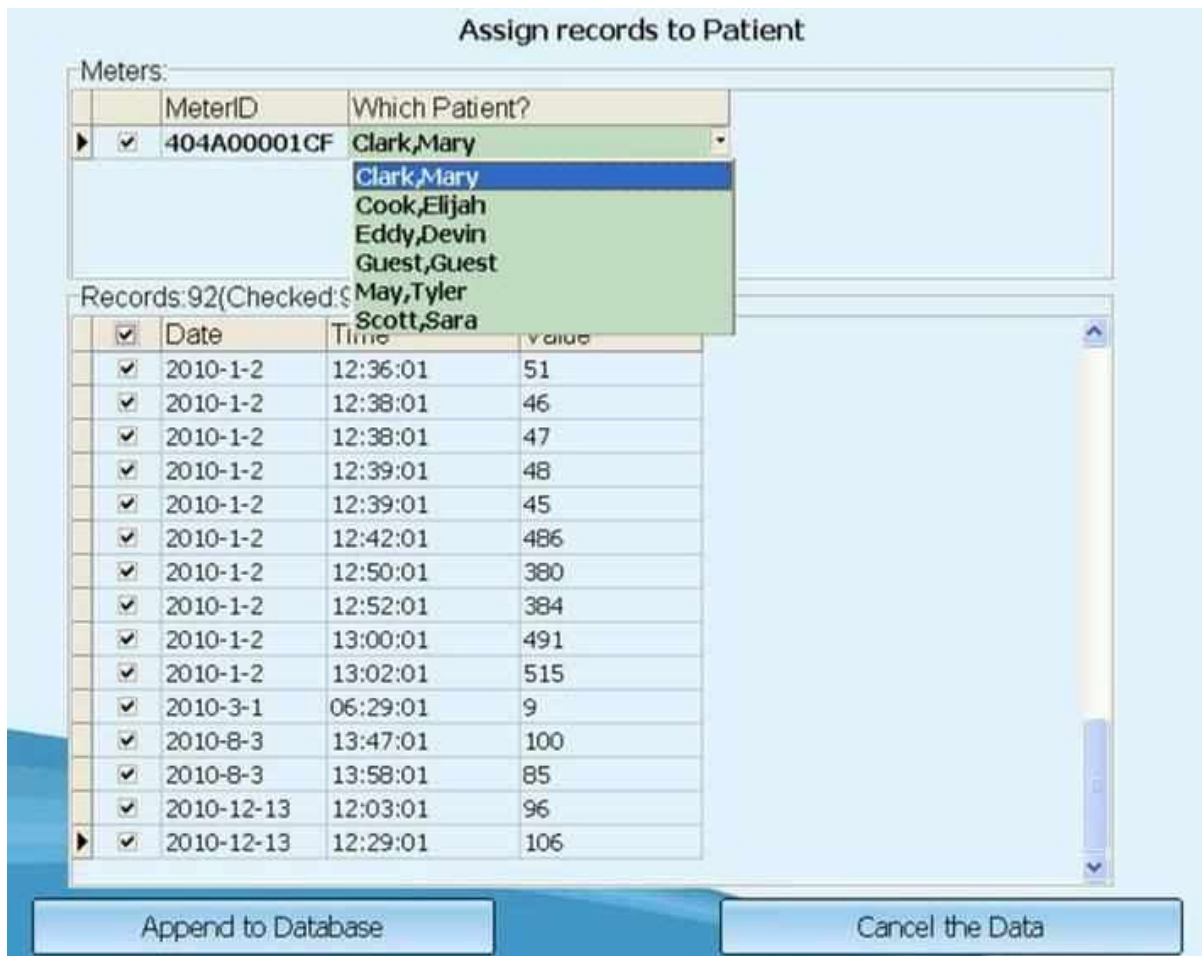 Assign records to Patient
Meters:
MeterID Which Patient?
404A00001CF Clark,Mary
Clark,Mary
Cook,Elijah
Eddy,Devin
Guest,Guest
May,Tyler
Scott,Sara
Records:92(Checked:
Date Time Value
2010-1-2 12:36:01 51
2010-1-2 12:38:01 46
2010-1-2 12:38:01 47
2010-1-2 12:39:01 48
2010-1-2 12:39:01 45
2010-1-2 12:42:01 486
2010-1-2 12:50:01 380
2010-1-2 12:52:01 384
2010-1-2 13:00:01 491
2010-1-2 13:02:01 515
2010-3-1 06:29:01 9
2010-8-3 13:47:01 100
2010-8-3 13:58:01 85
2010-12-13 12:03:01 96
2010-12-13 12:29:01 106
Append to Database
Cancel the Data